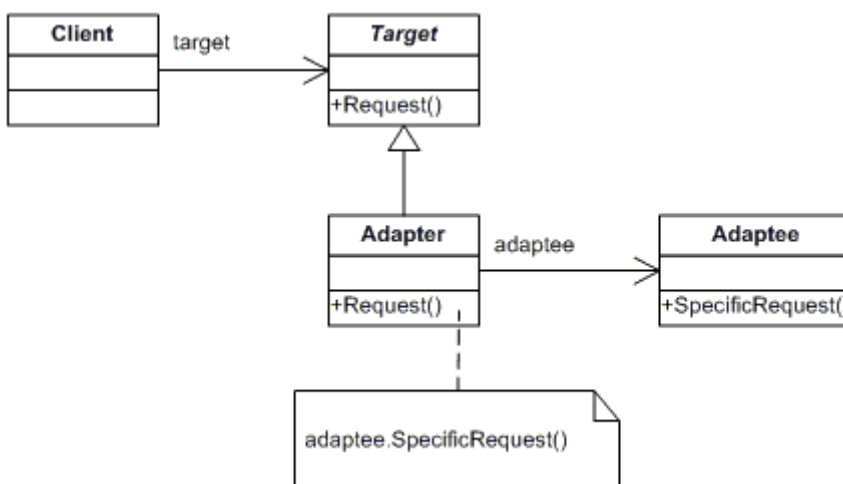 Client
target
Target
+Request()
Adapter
adaptee
Adaptee
+Request()
+SpecificRequest(
adaptee.SpecificRequest()